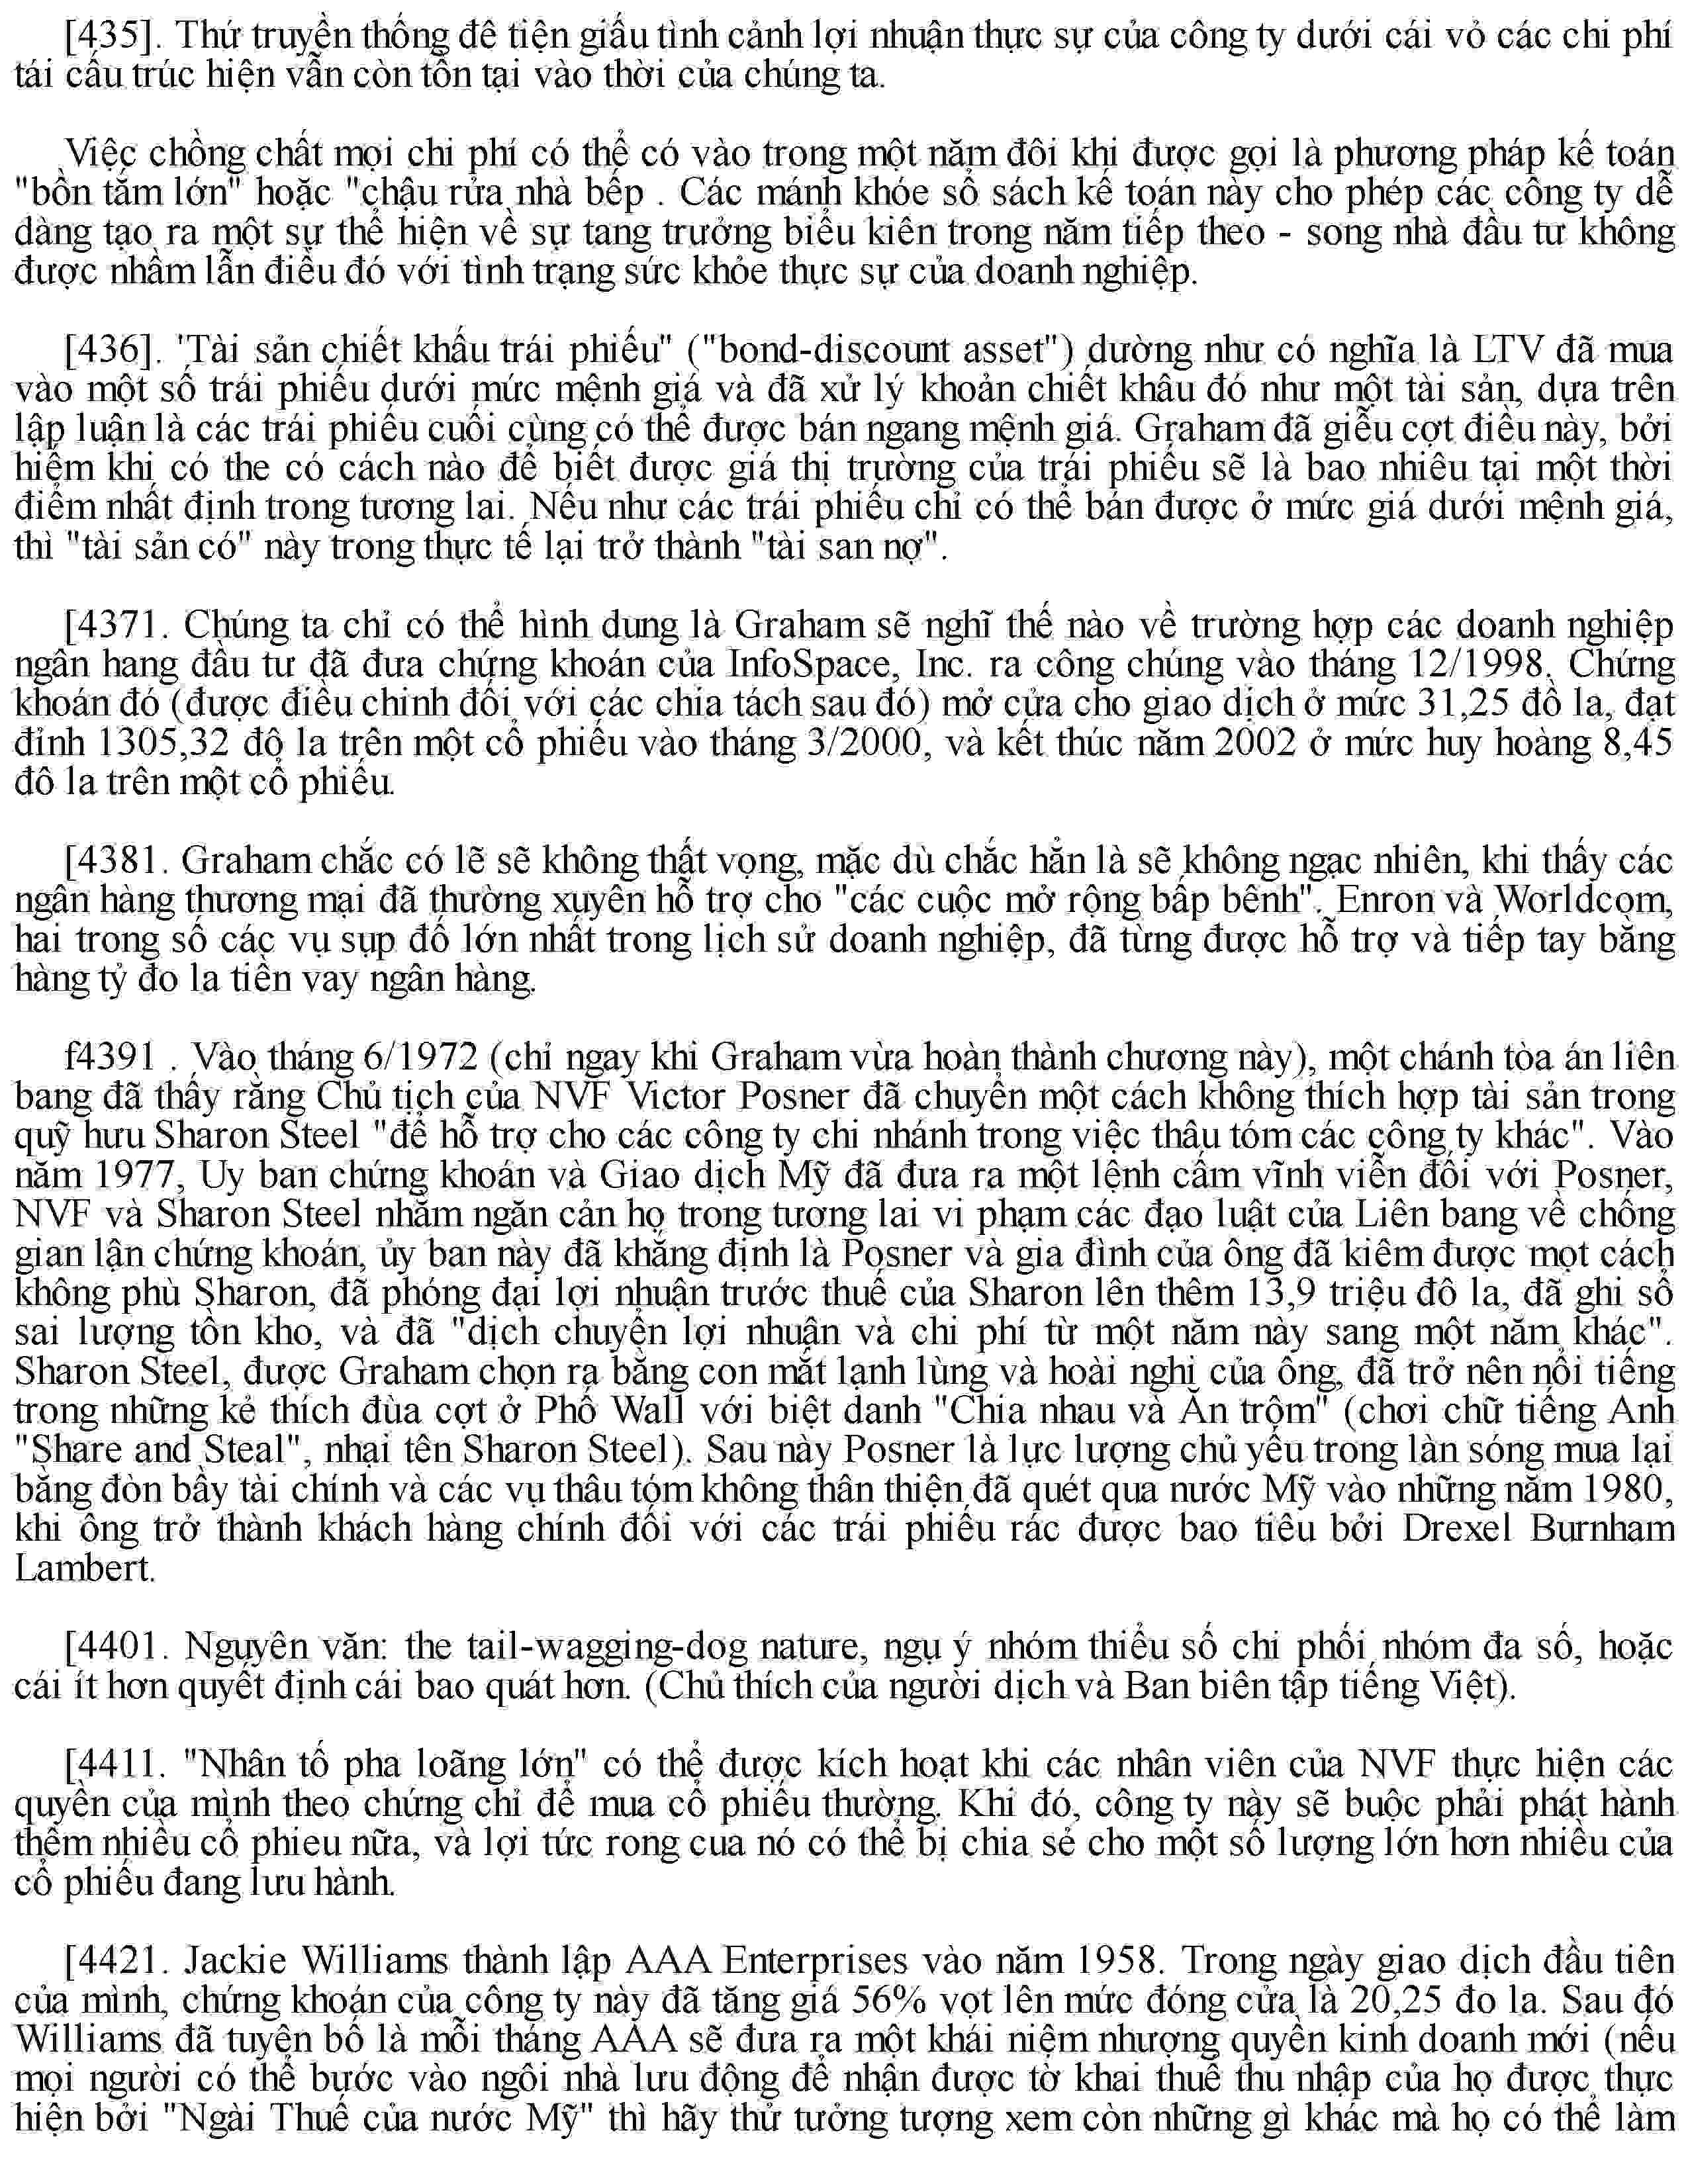 [435]. Thứ truyền thống đê tiện giấu tình cảnh lợi nhuận thực sự của công ty dưới cái vỏ các chi phí
tái cấu trúc hiện vẫn còn tồn tại vào thời của chúng ta.
Việc chồng chất mọi chi phí có thể có vào trong một năm đôi khi được gọi là phương pháp kế toán
"bồn tắm lớn" hoặc "chậu rửa nhà bếp . Các mánh khóe sổ sách kế toán này cho phép các công ty dễ
dàng tạo ra một sự thể hiện về sự tang trưởng biểu kiên trong năm tiếp theo - song nhà đầu tư không
được nhầm lẫn điều đó với tình trạng sức khỏe thực sự của doanh nghiệp.
[436]. 'Tài sản chiết khấu trái phiếu" ("bond-discount asset") dường như có nghĩa là LTV đã mua
vào một số trái phiếu dưới mức mệnh giá và đã xử lý khoản chiết khấu đó như một tài sản, dựa trên
lập luận là các trái phiếu cuối cùng có thể được bán ngang mệnh giá. Graham đã giễu cợt điều này, bởi
hiếm khi có the có cách nào để biết được giá thị trường của trái phiếu sẽ là bao nhiêu tại một thời
điểm nhất định trong tương lai. Nếu như các trái phiếu chỉ có thể bán được ở mức giá dưới mệnh giá,
thì "tài sản có" này trong thực tế lại trở thành "tài san nợ".
[4371. Chúng ta chỉ có thể hình dung là Graham sẽ nghĩ thế nào về trường hợp các doanh nghiệp
ngân hang đầu tư đã đưa chứng khoán của InfoSpace, Inc. ra công chúng vào tháng 12/1998. Chứng
khoán đó (được điều chinh đối với các chia tách sau đó) mở cửa cho giao dịch ở mức 31,25 đô la, đạt
đỉnh 1305,32 độ la trên một cổ phiếu vào tháng 3/2000, và kết thúc năm 2002 ở mức huy hoàng 8,45
đô la trên một cổ phiếu.
[4381. Graham chắc có lẽ sẽ không thất vọng, mặc dù chắc hẳn là sẽ không ngạc nhiên, khi thấy các
ngân hàng thương mại đã thường xuyên hỗ trợ cho "các cuộc mở rộng bấp bênh". Enron và Worldcom,
hai trong số các vụ sụp đổ lớn nhất trong lịch sử doanh nghiệp, đã từng được hỗ trợ và tiếp tay bằng
hàng tỷ đo la tiền vay ngân hàng.
f4391 . Vào tháng 6/1972 (chỉ ngay khi Graham vừa hoàn thành chương này), một chánh tòa án liên
bang đã thấy rằng Chủ tịch của NVF Victor Posner đã chuyển một cách không thích hợp tài sản trong
quỹ hưu Sharon Steel "để hỗ trợ cho các công ty chi nhánh trong việc thâu tóm các công ty khác". Vào
năm 1977, Uy ban chứng khoán và Giao dịch Mỹ đã đưa ra một lệnh cấm vĩnh viễn đối với Posner,
NVF và Sharon Steel nhằm ngăn cản họ trong tương lai vi phạm các đạo luật của Liên bang về chống
gian lận chứng khoán, ủy ban này đã khẳng định là Posner và gia đình của ông đã kiêm được mọt cách
không phù Sharon, đã phóng đại lợi nhuận trước thuế của Sharon lên thêm 13,9 triệu đô la, đã ghi sổ
sai lượng tồn kho, và đã "dịch chuyển lợi nhuận và chi phí từ một năm này sang một năm khác".
Sharon Steel, được Graham chọn ra bằng con mắt lạnh lùng và hoài nghi của ông, đã trở nên nổi tiếng
trong những kẻ thích đùa cợt ở Phố Wall với biệt danh "Chia nhau và Ăn trộm" (chơi chữ tiếng Anh
"Share and Steal", nhại tên Sharon Steel). Sau này Posner là lực lượng chủ yếu trong làn sóng mua lại
bằng đòn bẩy tài chính và các vụ thâu tóm không thân thiện đã quét qua nước Mỹ vào những năm 1980,
khi ông trở thành khách hàng chính đối với các trái phiếu rác được bao tiêu bởi Drexel Burnham
Lambert.
[4401. Nguyên văn: the tail-wagging-dog nature, ngụ ý nhóm thiểu số chi phối nhóm đa số, hoặc
cái ít hơn quyết định cái bao quát hơn. (Chủ thích của người dịch và Ban biên tập tiếng Việt).
[4411. "Nhân tố pha loãng lớn" có thể được kích hoạt khi các nhân viên của NVF thực hiện các
quyền của mình theo chứng chỉ để mua cổ phiếu thường. Khi đó, công ty này sẽ buộc phải phát hành
thêm nhiều cổ phieu nữa, và lợi tức rong cua nó có thể bị chia sẻ cho một số lượng lớn hơn nhiều của
cổ phiếu đang lưu hành.
[4421. Jackie Williams thành lập AAA Enterprises vào năm 1958. Trong ngày giao dịch đầu tiên
của mình, chứng khoán của công ty này đã tăng giá 56% vọt lên mức đóng cửa là 20,25 đo la. Sau đó
Williams đã tuyên bố là mỗi tháng AAA sẽ đưa ra một khái niệm nhượng quyền kinh doanh mới (nếu
mọi người có thể bước vào ngôi nhà lưu động để nhận được tờ khai thuế thu nhập của họ được thực
hiện bởi "Ngài Thuế của nước Mỹ" thì hãy thử tưởng tượng xem còn những gì khác mà họ có thể làm